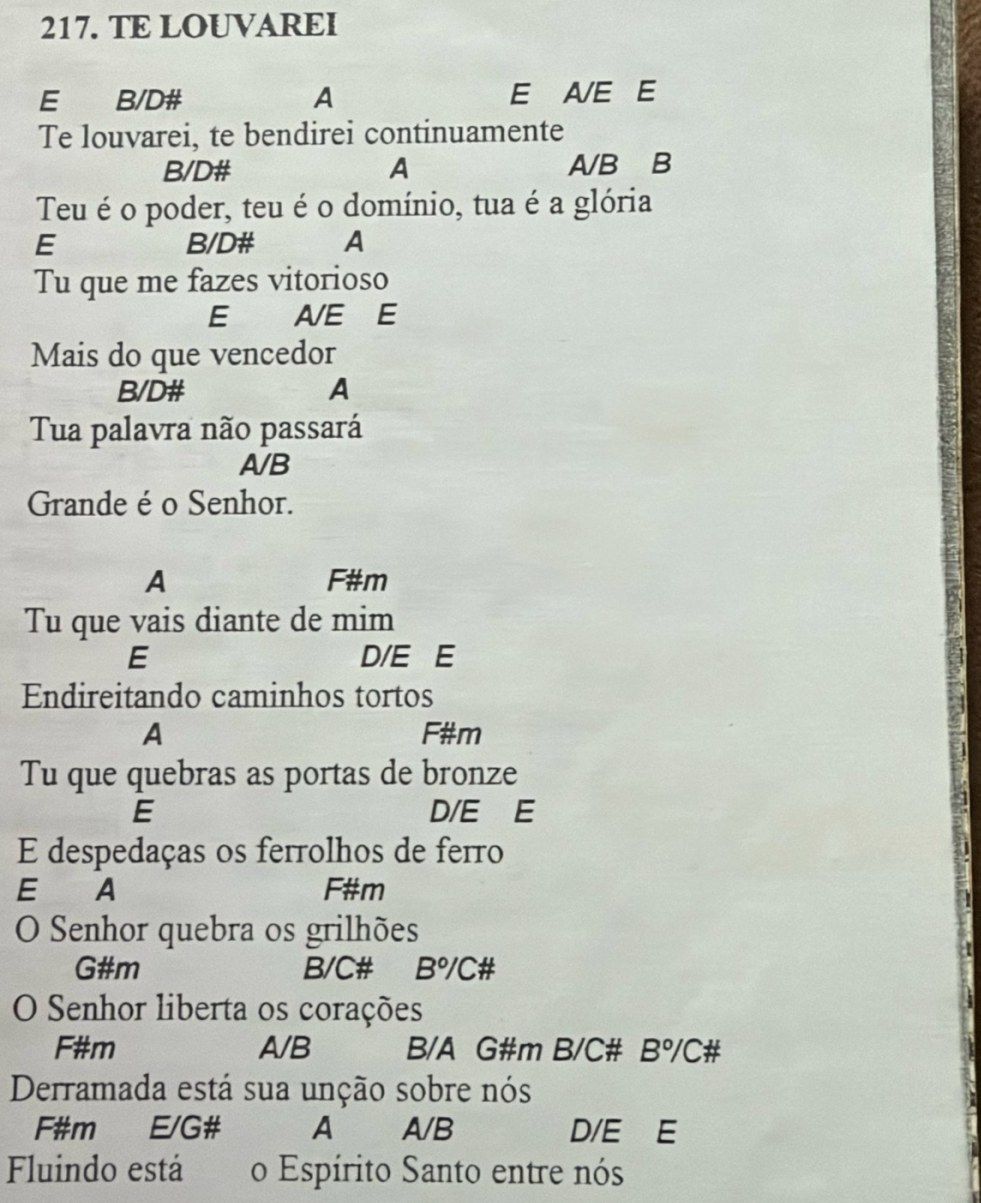 217. TE LOUVAREI
E B/D# A E A/E E
Te louvarei, te bendirei continuamente
B/D# A A/B B
Teu é o poder, teu é o domínio, tua é a glória
E B/D# A
Tu que me fazes vitorioso
E A/E E
Mais do que vencedor
B/D# A
Tua palavra não passará
A/B
Grande é o Senhor.
A F#m
Tu que vais diante de mim
E D/E E
Endireitando caminhos tortos
A F#m
Tu que quebras as portas de bronze
E D/E E
E despedaças os ferrolhos de ferro
E A F#m
O Senhor quebra os grilhões
G#m B/C# Bº/C#
O Senhor liberta os corações
F#m A/B B/A G#m B/C# Bº/C#
Derramada está sua unção sobre nós
F#m E/G# A A/B D/E E
Fluindo está o Espírito Santo entre nós